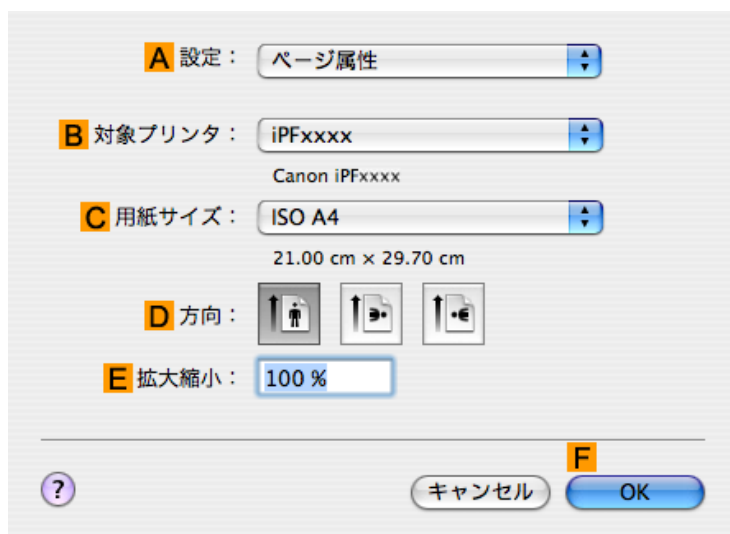 A 設定： ページ属性
B 対象プリンタ： iPFxxxx
Canon iPFxxxx
C 用紙サイズ： ISO A4
21.00 cm × 29.70 cm
D 方向：
E 拡大縮小： 100 %
F
? キャンセル OK